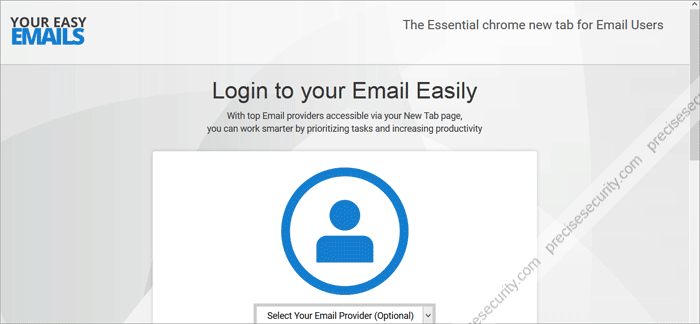 YOUR EASY
EMAILS
The Essential chrome new tab for Email Users
Login to your Email Easily
With top Email providers accessible via your New Tab page,
you can work smarter by prioritizing tasks and increasing productivity
Select Your Email Provider (Optional)
precisesecurity.com
precisesecurity.com
precisesecurity.com